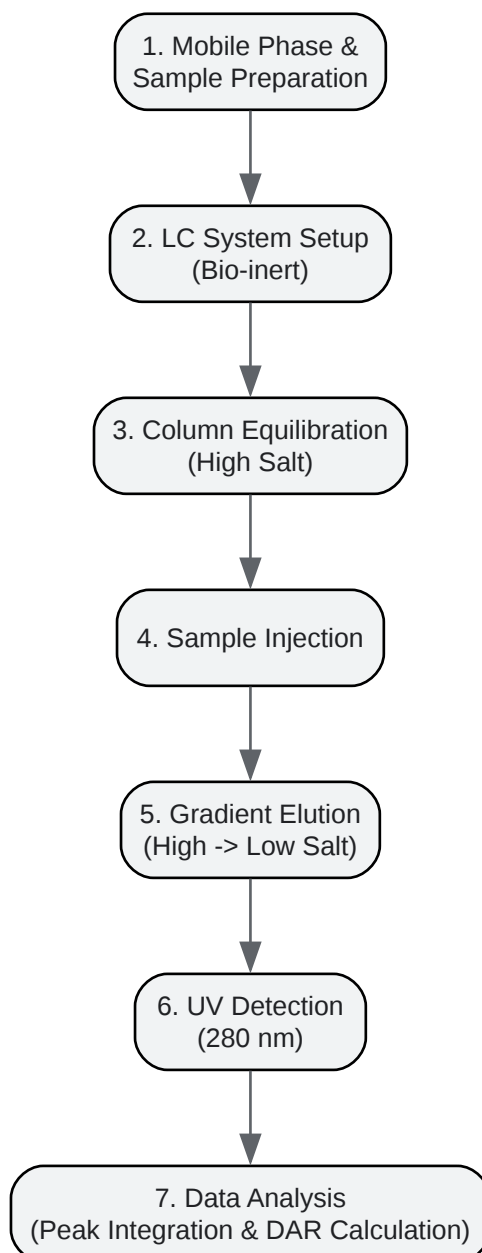 1. Mobile Phase &
Sample Preparation
2. LC System Setup
(Bio-inert)
3. Column Equilibration
(High Salt)
4. Sample Injection
5. Gradient Elution
(High -> Low Salt)
6. UV Detection
(280 nm)
7. Data Analysis
(Peak Integration & DAR Calculation)